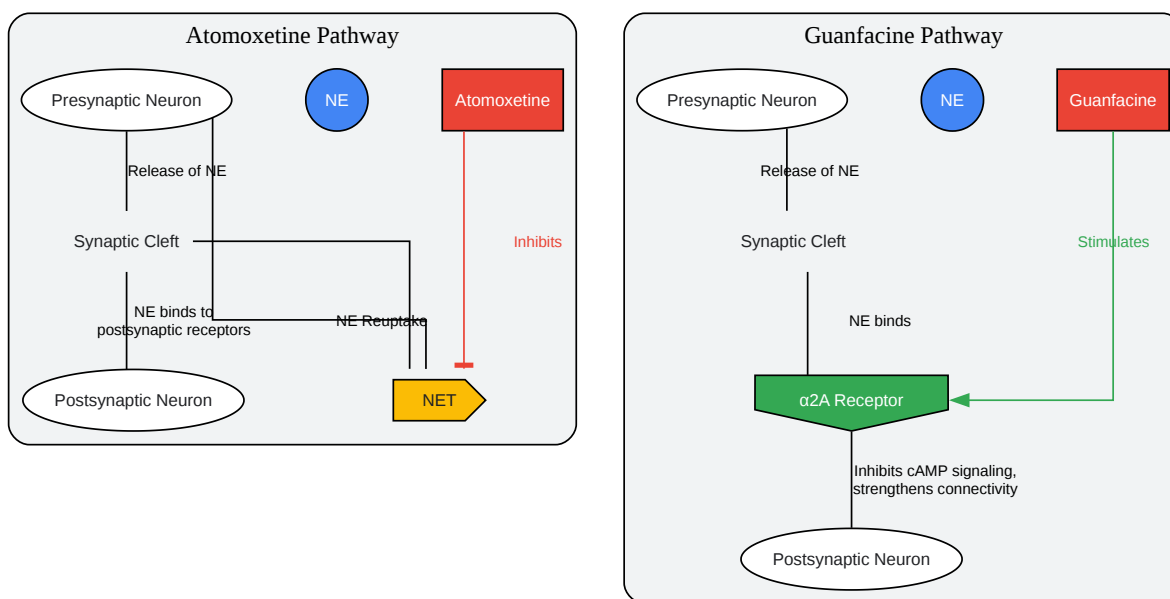 Atomoxetine Pathway
Presynaptic Neuron
NE
Atomoxetine
Release of NE
Synaptic Cleft
Inhibits
NE binds to
postsynaptic receptors
NE Reuptake
Postsynaptic Neuron
NET
Guanfacine Pathway
Presynaptic Neuron
NE
Guanfacine
Release of NE
Synaptic Cleft
Stimulates
NE binds
α2A Receptor
Inhibits cAMP signaling,
strengthens connectivity
Postsynaptic Neuron